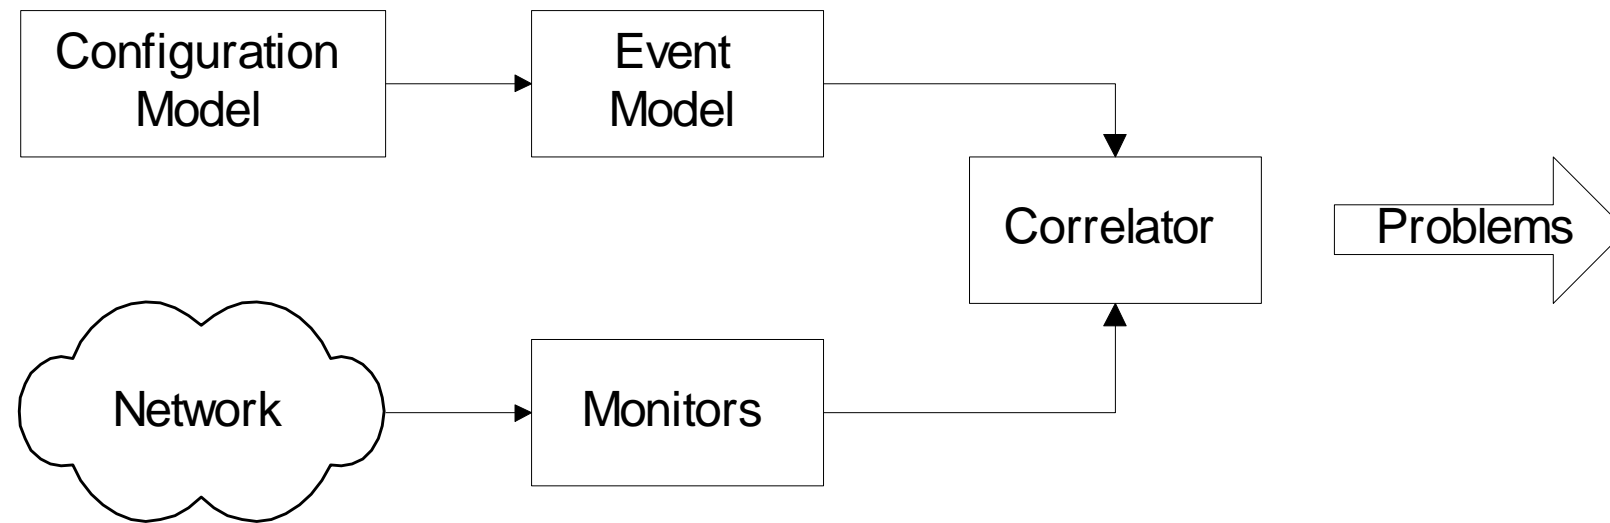 Configuration
Model
Event
Model
Correlator
Problems
Network
Monitors